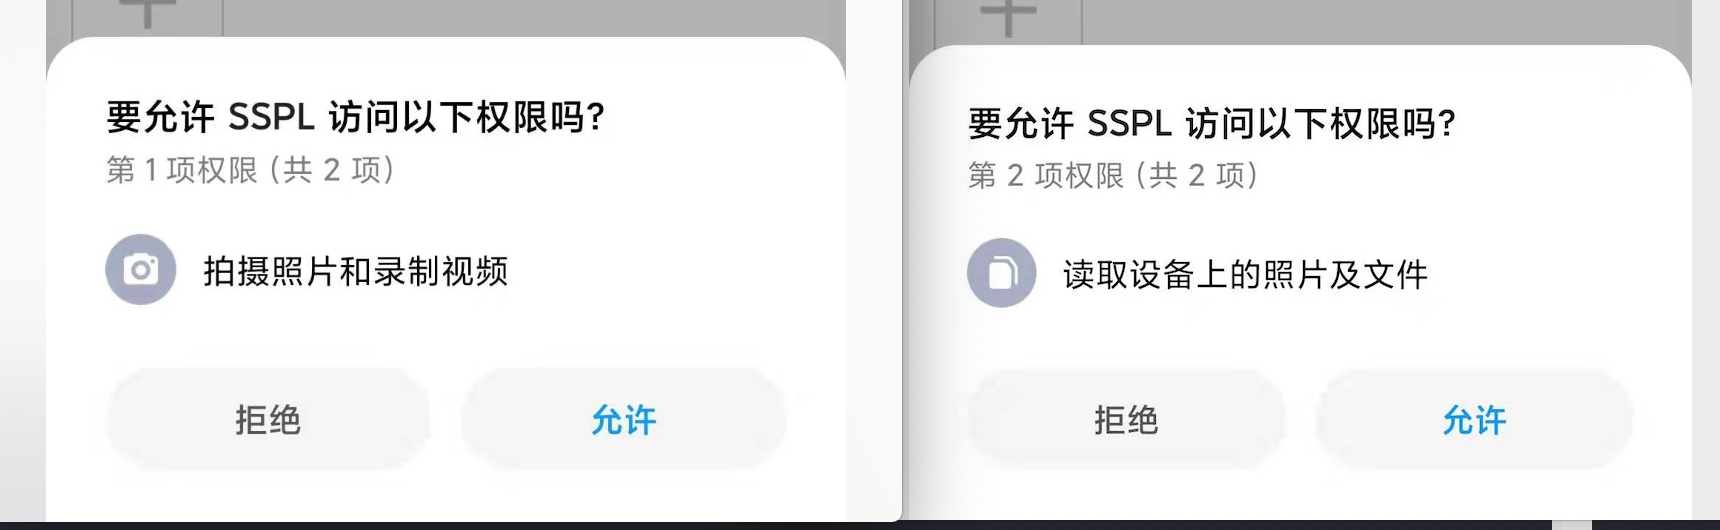 要允许 SSPL 访问以下权限吗?
第 1 项权限 (共 2 项)
拍摄照片和录制视频
拒绝
允许
要允许 SSPL 访问以下权限吗?
第 2 项权限 (共 2 项)
读取设备上的照片及文件
拒绝
允许